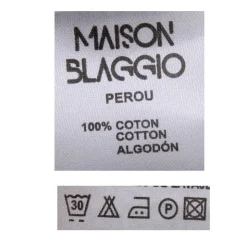 MAISON
BLAGGIO
PEROU
100% COTON
COTTON
ALGODÓN
30 P